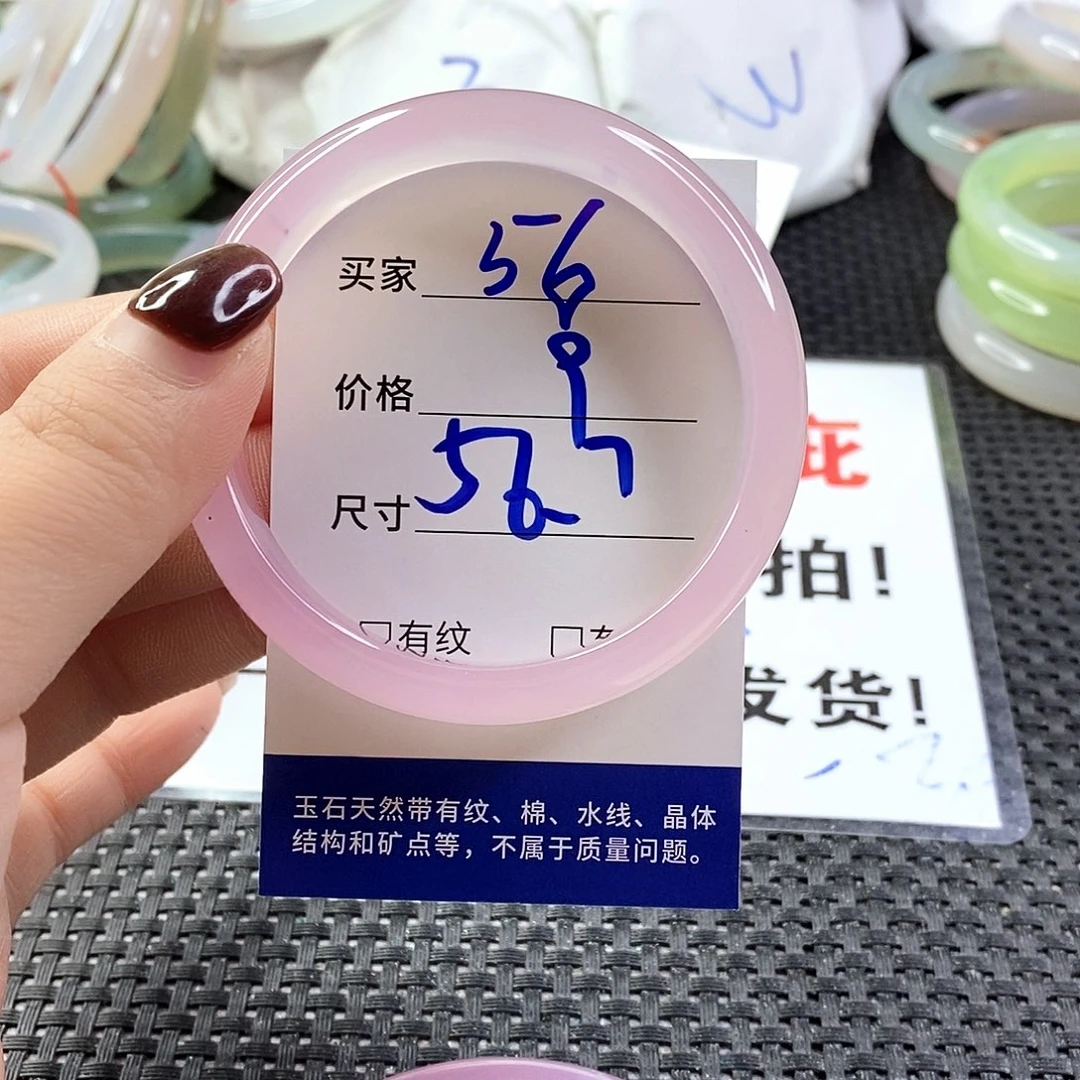 买家 56
价格
尺寸 56
有纹
玉石天然带有纹、棉、水线、晶体
结构和矿点等，不属于质量问题。
疵
拍！
发货！